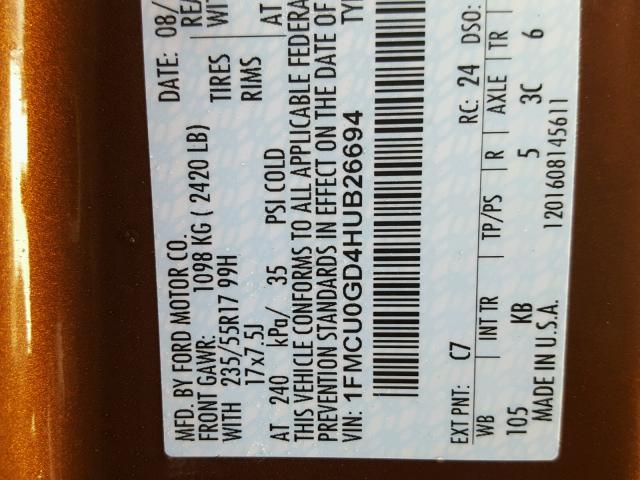 MFD. BY FORD MOTOR CO. DATE: 08/
FRONT GAWR: 1098 KG ( 2420 LB)
WITH 235/55R17 99H TIRES WIT
17x7.5J RIMS
AT 240 kPa/ 35 PSI COLD AT
THIS VEHICLE CONFORMS TO ALL APPLICABLE FEDERA
PREVENTION STANDARDS IN EFFECT ON THE DATE OF
VIN: 1FMCU0GD4HUB26694 TY
EXT PNT: C7 RC: 24 DSO:
WB INT TR TP/PS R AXLE TR
105 KB 5 3C 6
MADE IN U.S.A. 1201608145611